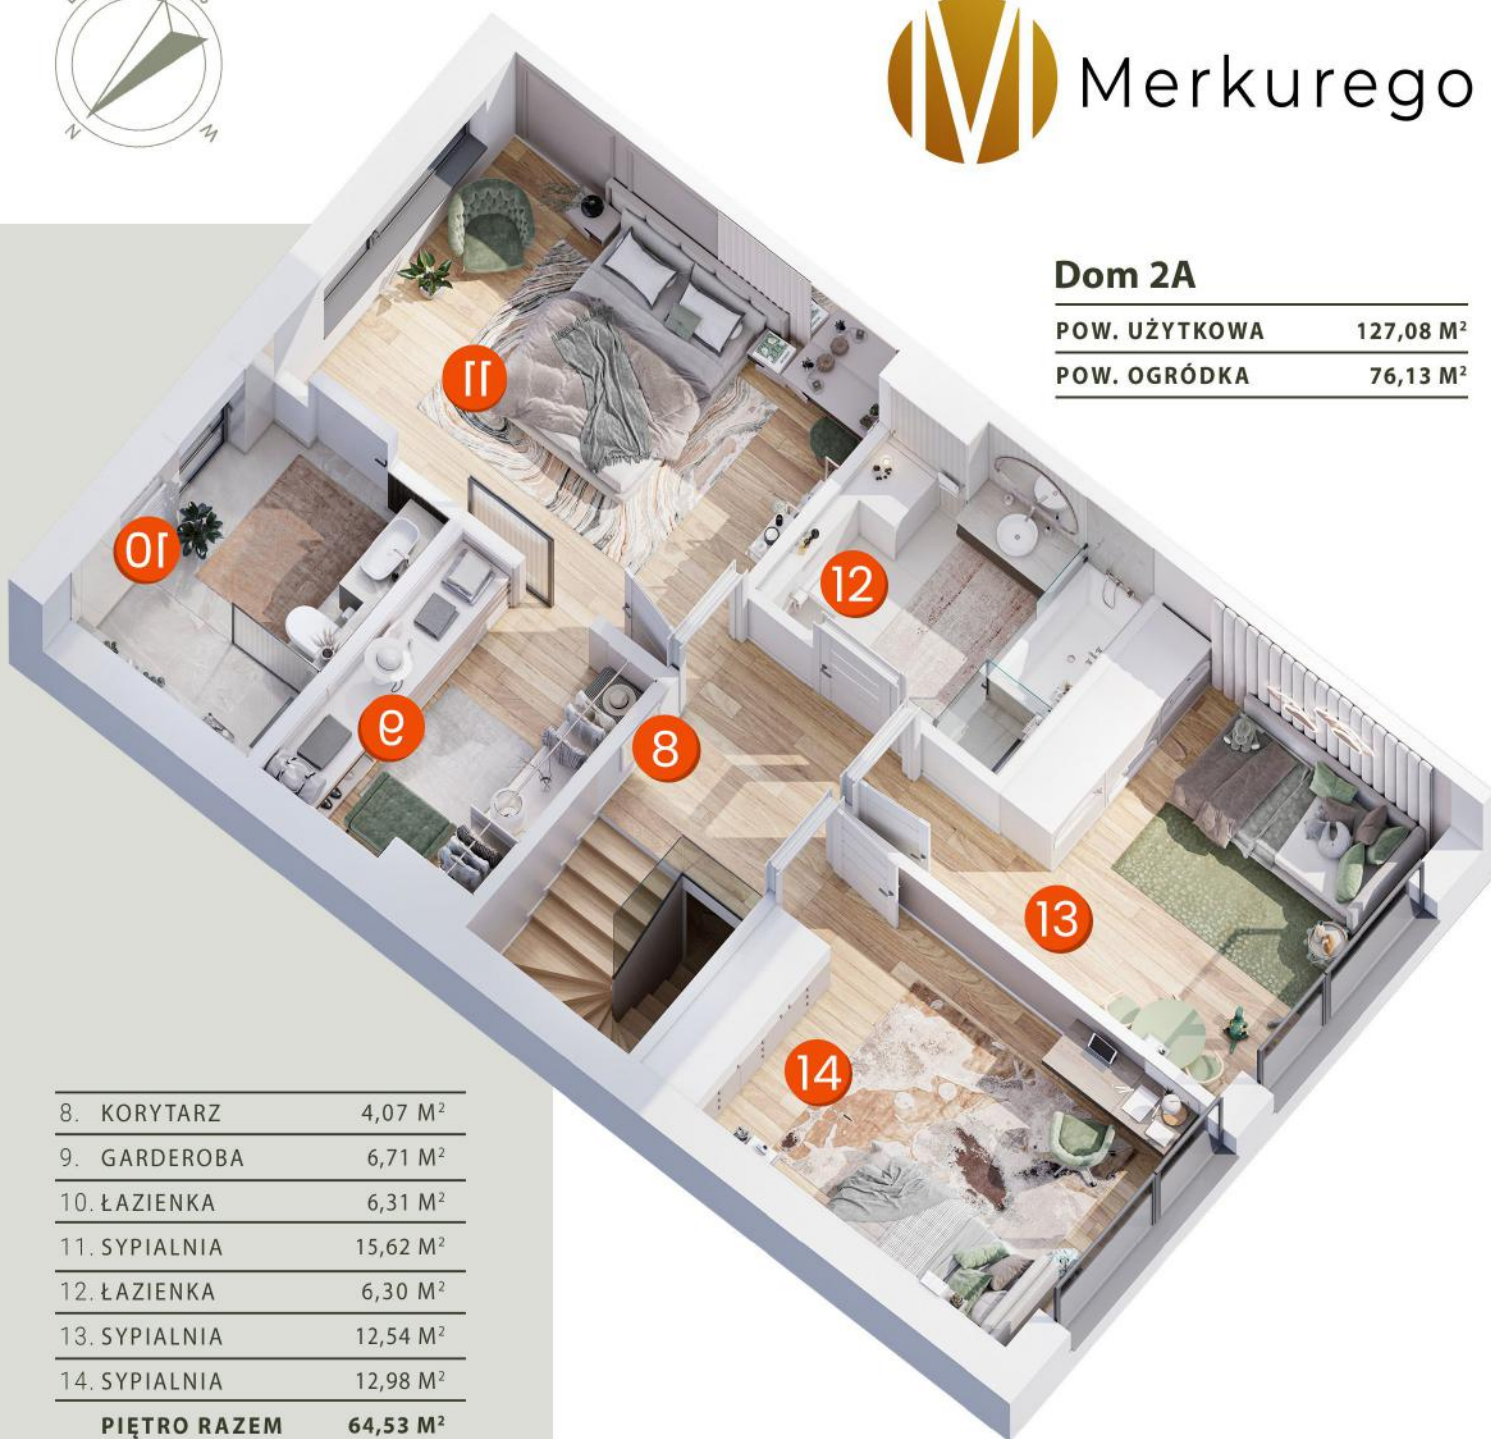 Merkurego
N
W
Dom 2A
POW. UŻYTKOWA 127,08 M²
POW. OGRÓDKA 76,13 M²
11
10
12
9
8
13
14
8. KORYTARZ 4,07 M²
9. GARDEROBA 6,71 M²
10. ŁAZIENKA 6,31 M²
11. SYPIALNIA 15,62 M²
12. ŁAZIENKA 6,30 M²
13. SYPIALNIA 12,54 M²
14. SYPIALNIA 12,98 M²
PIĘTRO RAZEM 64,53 M²